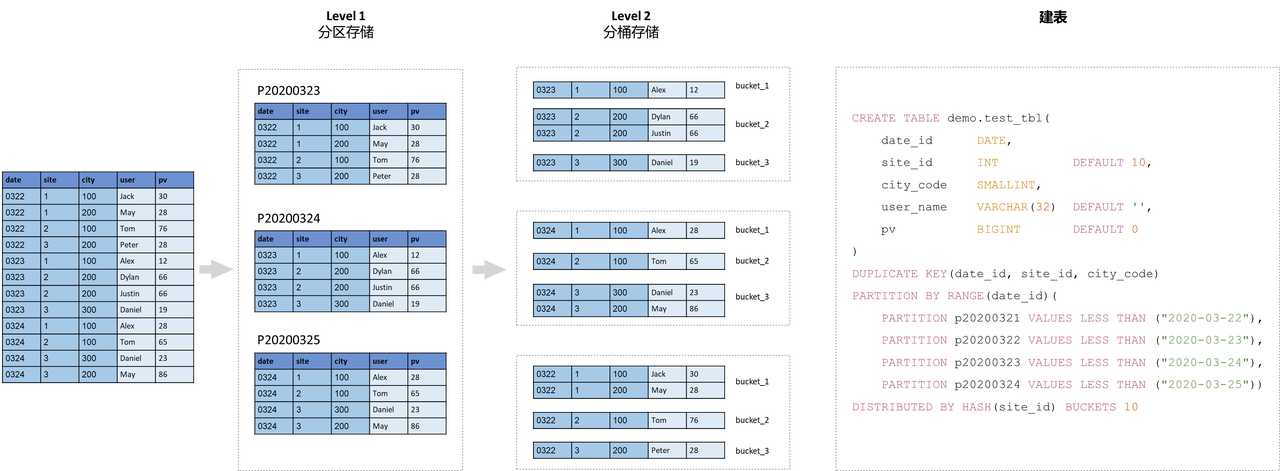 Level 1
分区存储
Level 2
分桶存储
建表
date site city user pv
0322 1 100 Jack 30
0322 1 200 May 28
0322 2 100 Tom 76
0322 3 200 Peter 28
0323 1 100 Alex 12
0323 2 200 Dylan 66
0323 2 200 Justin 66
0323 3 300 Daniel 19
0324 1 100 Alex 28
0324 2 100 Tom 65
0324 3 300 Daniel 23
0324 3 200 May 86
P20200323
date site city user pv
0322 1 100 Jack 30
0322 1 200 May 28
0322 2 100 Tom 76
0322 3 200 Peter 28
P20200324
date site city user pv
0323 1 100 Alex 12
0323 2 200 Dylan 66
0323 2 200 Justin 66
0323 3 300 Daniel 19
P20200325
date site city user pv
0324 1 100 Alex 28
0324 2 100 Tom 65
0324 3 300 Daniel 23
0324 3 200 May 86
0323 1 100 Alex 12
bucket_1
0323 2 200 Dylan 66
0323 2 200 Justin 66
bucket_2
0323 3 300 Daniel 19
bucket_3
0324 1 100 Alex 28
bucket_1
0324 2 100 Tom 65
bucket_2
0324 3 300 Daniel 23
0324 3 200 May 86
bucket_3
0322 1 100 Jack 30
0322 1 200 May 28
bucket_1
0322 2 100 Tom 76
bucket_2
0322 3 200 Peter 28
bucket_3
CREATE TABLE demo.test_tbl(
date_id DATE,
site_id INT DEFAULT 10,
city_code SMALLINT,
user_name VARCHAR(32) DEFAULT '',
pv BIGINT DEFAULT 0
)
DUPLICATE KEY(date_id, site_id, city_code)
PARTITION BY RANGE(date_id)(
PARTITION p20200321 VALUES LESS THAN ("2020-03-22"),
PARTITION p20200322 VALUES LESS THAN ("2020-03-23"),
PARTITION p20200323 VALUES LESS THAN ("2020-03-24"),
PARTITION p20200324 VALUES LESS THAN ("2020-03-25"))
DISTRIBUTED BY HASH(site_id) BUCKETS 10